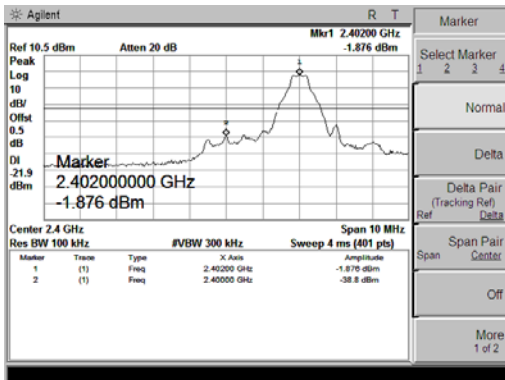 Agilent R T
Mkr1 2.40200 GHz
Ref 10.5 dBm Atten 20 dB -1.876 dBm
Peak
Log
10
dB/
Offst
0.5
dB
DI
-21.9
dBm
1
Marker
2.402000000 GHz
-1.876 dBm
Center 2.4 GHz Span 10 MHz
Res BW 100 kHz #VBW 300 kHz Sweep 4 ms (401 pts)
Marker Trace Type X Axis Amplitude
1 (1) Freq 2.40200 GHz -1.876 dBm
2 (1) Freq 2.40000 GHz -38.8 dBm
Marker
Select Marker
1 2 3 4
Normal
Delta
Delta Pair
(Tracking Ref)
Ref Delta
Span Pair
Span Center
Off
More
1 of 2